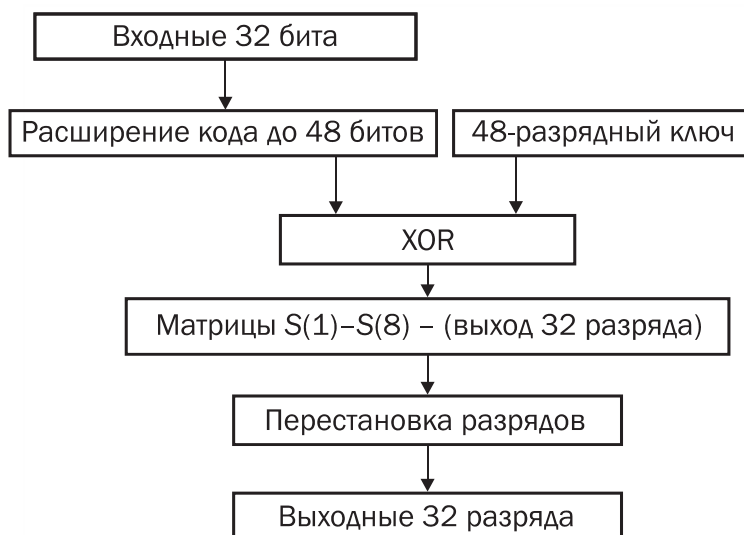 Входные 32 бита
Расширение кода до 48 битов
48-разрядный ключ
XOR
Матрицы S(1)–S(8) – (выход 32 разряда)
Перестановка разрядов
Выходные 32 разряда